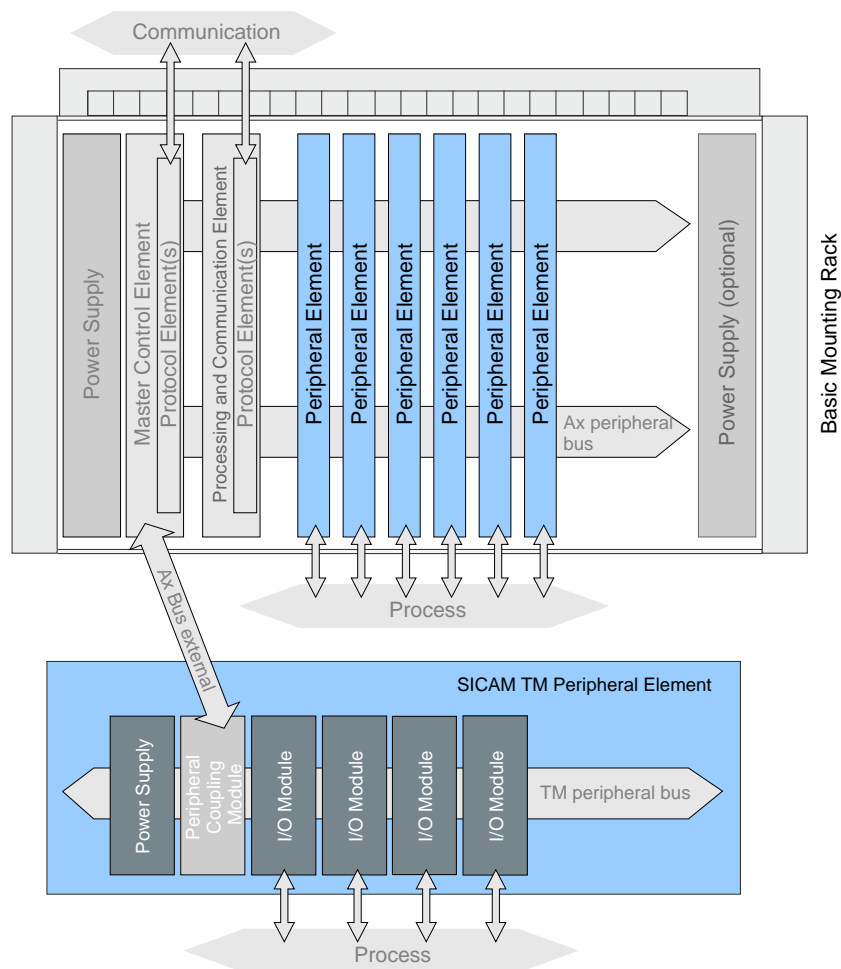 Communication
Power Supply
Master Control Element
Protocol Element(s)
Processing and Communication Element
Protocol Element(s)
Peripheral Element
Peripheral Element
Peripheral Element
Peripheral Element
Peripheral Element
Peripheral Element
Ax peripheral
bus
Power Supply (optional)
Basic Mounting Rack
Process
Ax Bus external
SICAM TM Peripheral Element
Power Supply
Peripheral
Coupling
Module
I/O Module
I/O Module
I/O Module
I/O Module
TM peripheral bus
Process